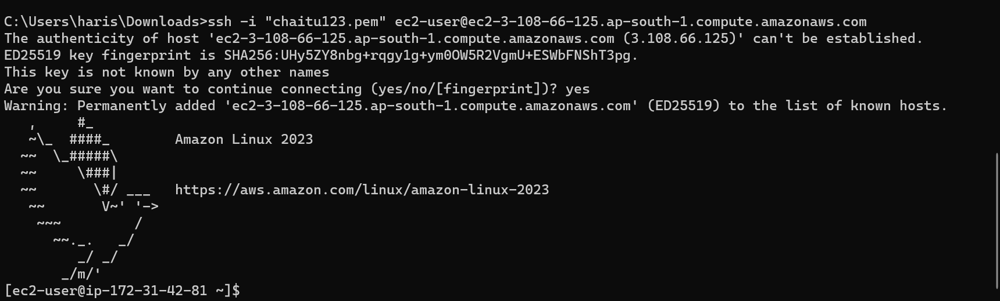 C:\Users\haris\Downloads>ssh -i "chaitu123.pem" ec2-user@ec2-3-108-66-125.ap-south-1.compute.amazonaws.com
The authenticity of host 'ec2-3-108-66-125.ap-south-1.compute.amazonaws.com (3.108.66.125)' can't be established.
ED25519 key fingerprint is SHA256:UHy5ZY8nbg+rqgy1g+ym0OW5R2VgmU+ESWbFNShT3pg.
This key is not known by any other names
Are you sure you want to continue connecting (yes/no/[fingerprint])? yes
Warning: Permanently added 'ec2-3-108-66-125.ap-south-1.compute.amazonaws.com' (ED25519) to the list of known hosts.
   ,     #_
   ~\_  ####_        Amazon Linux 2023
  ~~  \_#####\
  ~~     \###|
  ~~       \#/ ___   https://aws.amazon.com/linux/amazon-linux-2023
   ~~       V~' '->
    ~~~         /
      ~~._.   _/
         _/ _/
       _/m/'
[ec2-user@ip-172-31-42-81 ~]$